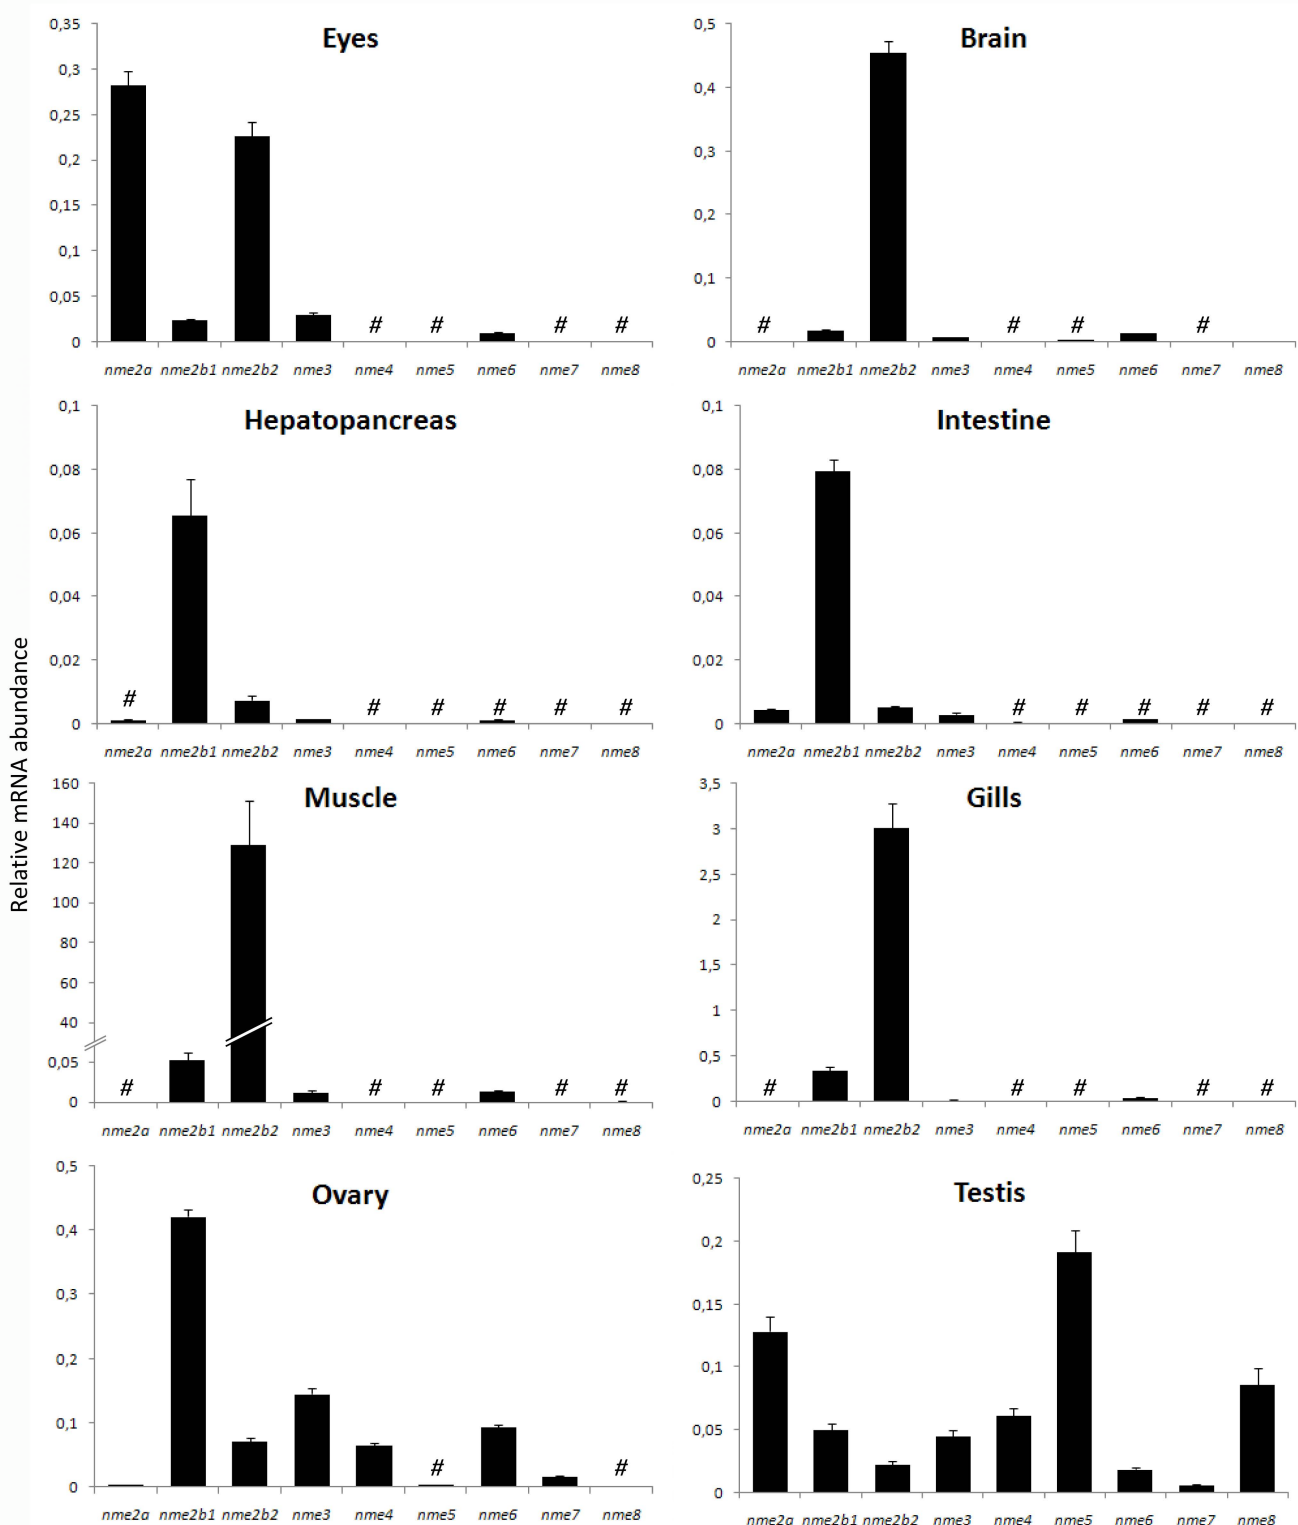 Relative mRNA abundance
Eyes
0,35
0,3
0,25
0,2
0,15
0,1
0,05
0
# # # #
nme2a nme2b1 nme2b2 nme3 nme4 nme5 nme6 nme7 nme8
Brain
0,5
0,4
0,3
0,2
0,1
0
# # # #
nme2a nme2b1 nme2b2 nme3 nme4 nme5 nme6 nme7 nme8
Hepatopancreas
0,1
0,08
0,06
0,04
0,02
0
# # # # # #
nme2a nme2b1 nme2b2 nme3 nme4 nme5 nme6 nme7 nme8
Intestine
0,1
0,08
0,06
0,04
0,02
0
# # # # #
nme2a nme2b1 nme2b2 nme3 nme4 nme5 nme6 nme7 nme8
Muscle
160
140
120
100
80
60
40
0,05
0
# # # # #
nme2a nme2b1 nme2b2 nme3 nme4 nme5 nme6 nme7 nme8
Gills
3,5
3
2,5
2
1,5
1
0,5
0
# # # # #
nme2a nme2b1 nme2b2 nme3 nme4 nme5 nme6 nme7 nme8
Ovary
0,5
0,4
0,3
0,2
0,1
0
# #
nme2a nme2b1 nme2b2 nme3 nme4 nme5 nme6 nme7 nme8
Testis
0,25
0,2
0,15
0,1
0,05
0
nme2a nme2b1 nme2b2 nme3 nme4 nme5 nme6 nme7 nme8